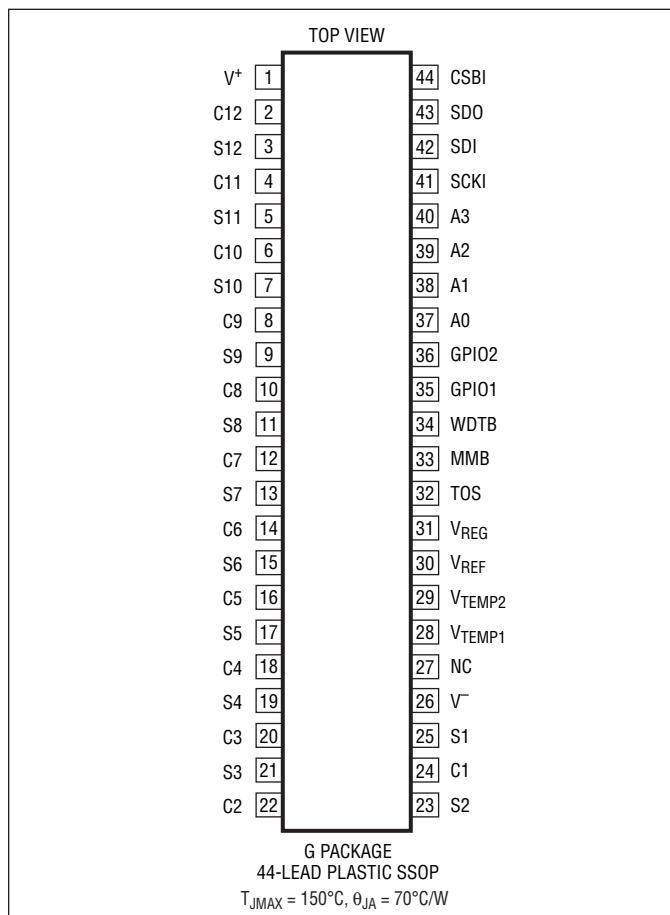 TOP VIEW
V+ 1 44 CSBI
C12 2 43 SDO
S12 3 42 SDI
C11 4 41 SCKI
S11 5 40 A3
C10 6 39 A2
S10 7 38 A1
C9 8 37 A0
S9 9 36 GPIO2
C8 10 35 GPIO1
S8 11 34 WDTB
C7 12 33 MMB
S7 13 32 TOS
C6 14 31 VREG
S6 15 30 VREF
C5 16 29 VTEMP2
S5 17 28 VTEMP1
C4 18 27 NC
S4 19 26 V–
C3 20 25 S1
S3 21 24 C1
C2 22 23 S2
G PACKAGE
44-LEAD PLASTIC SSOP
TJMAX = 150°C, θJA = 70°C/W